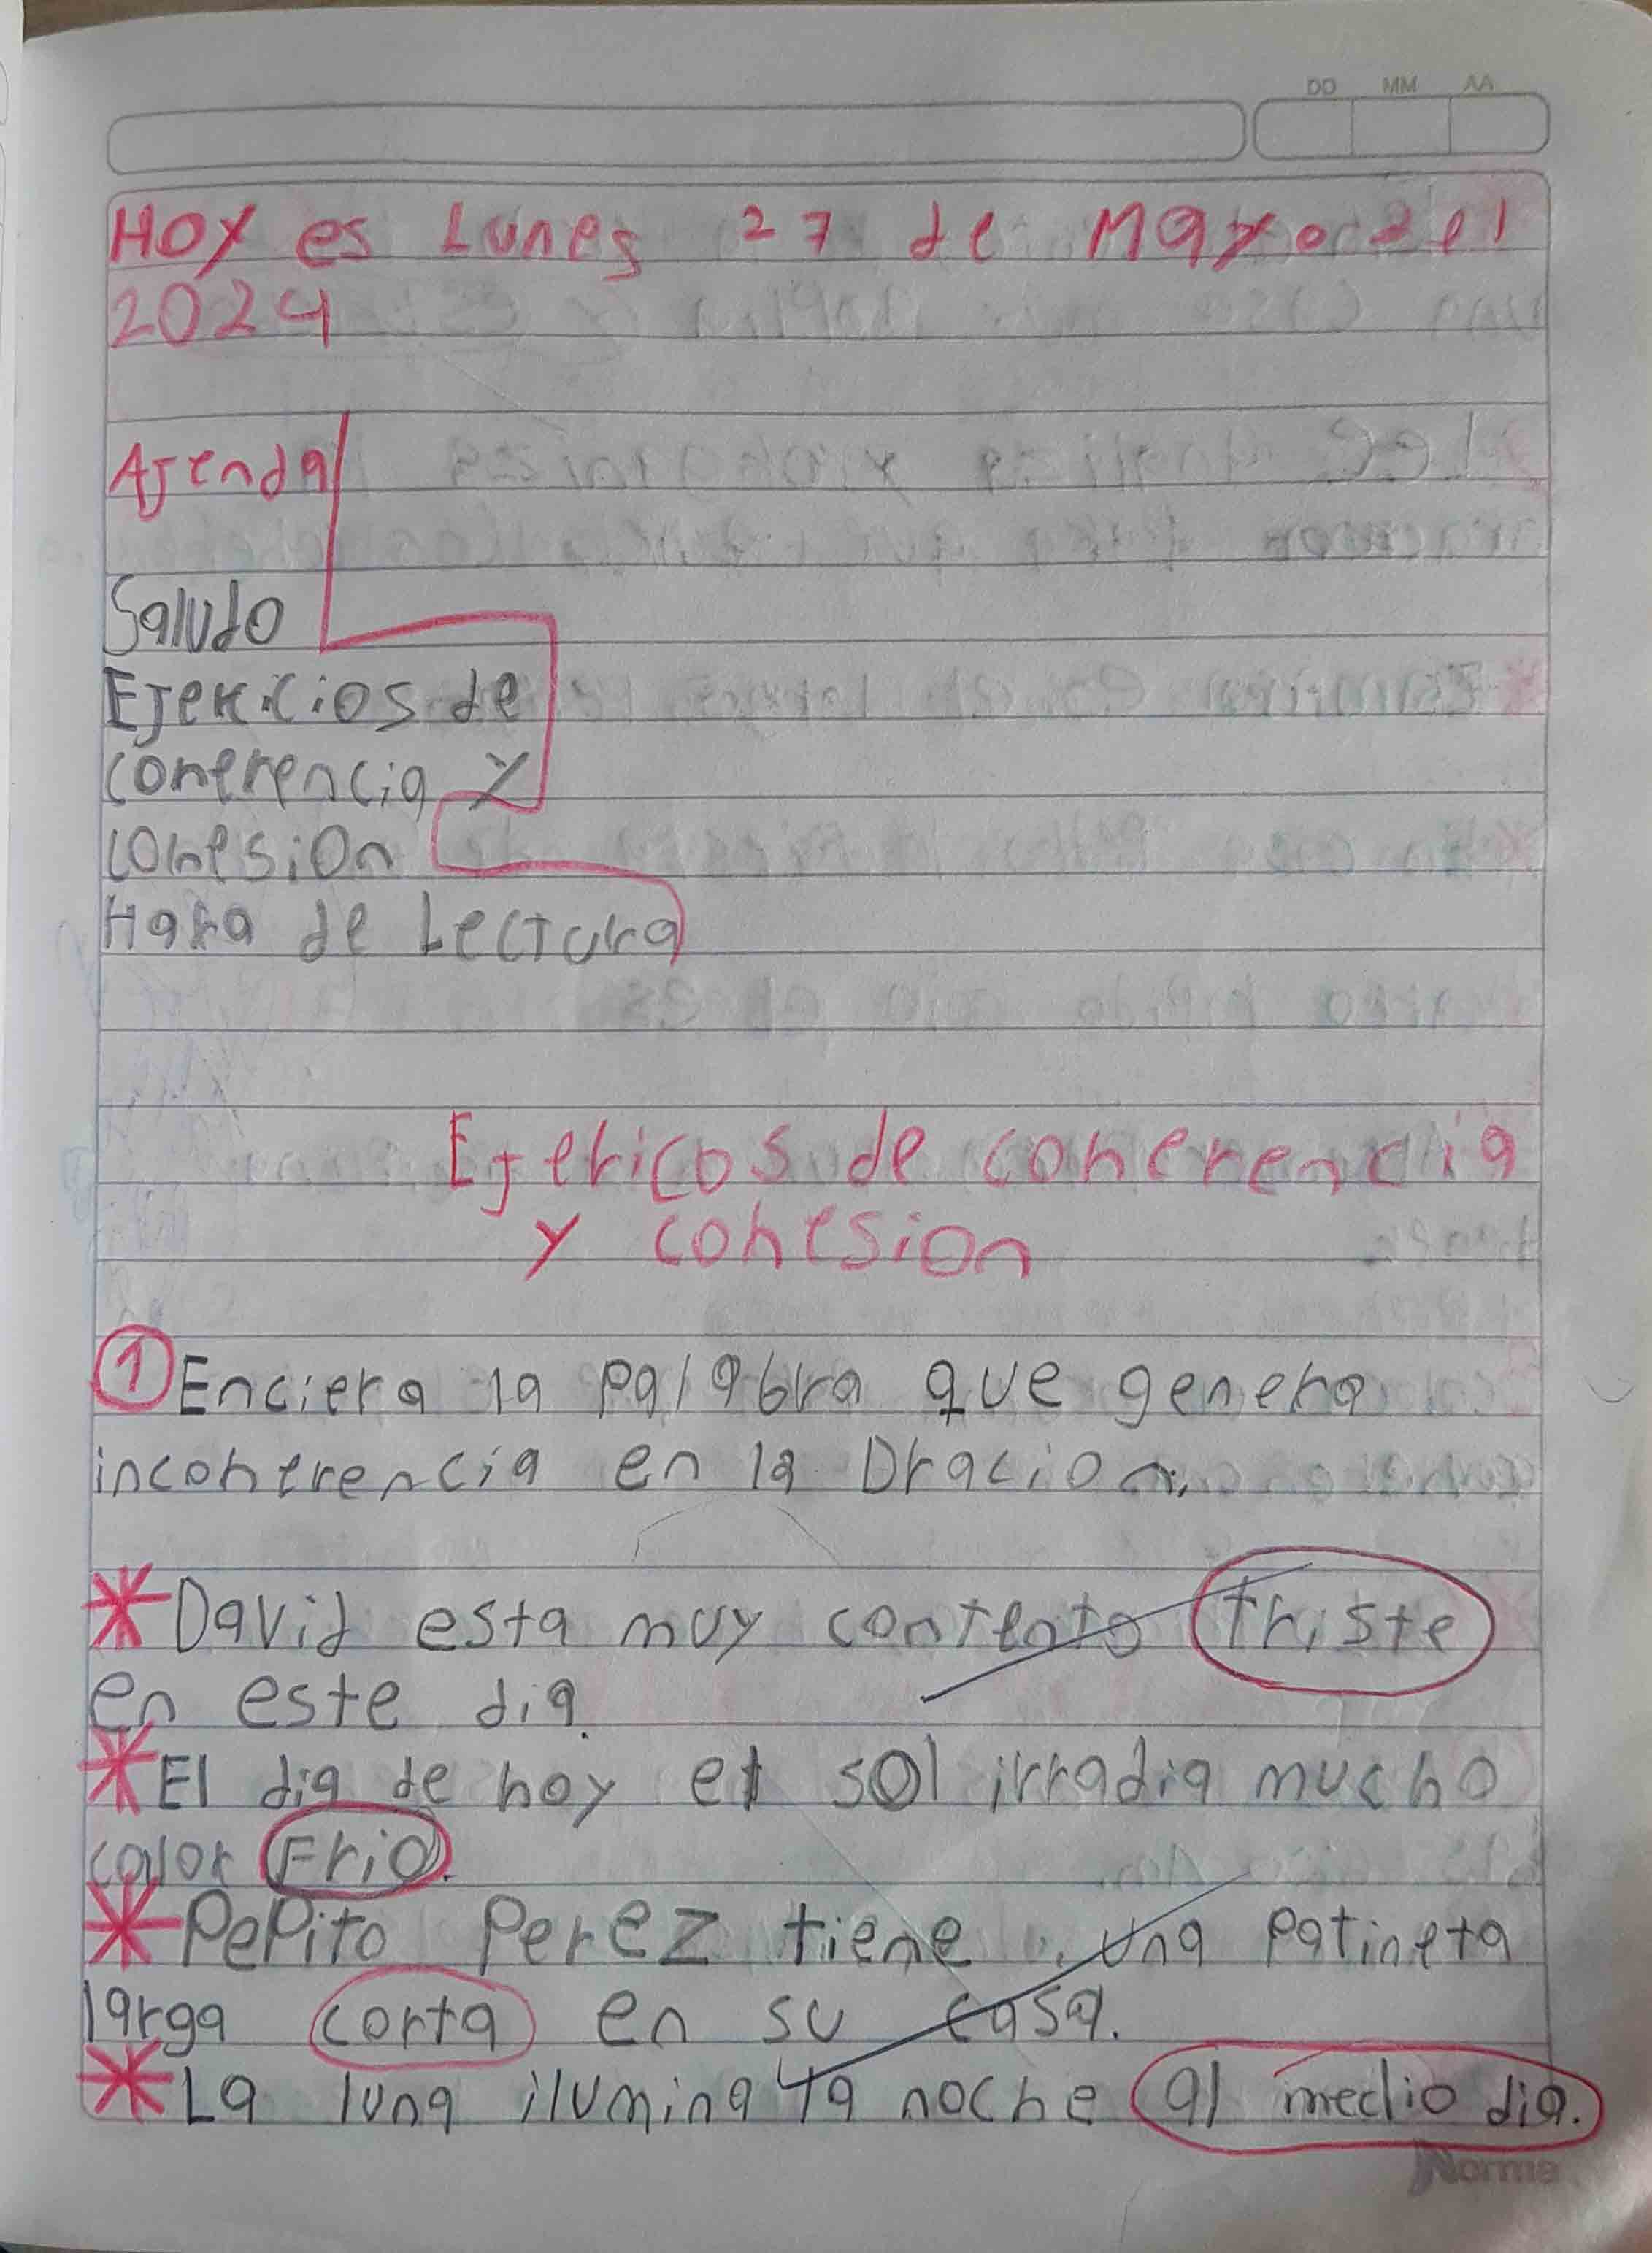 DD MM AA
Hoy es Lunes 27 de Mayo del
2024
Ajenda
Saludo
Ejercicios de
coherencia y
cohesion
Hora de Lectura
Ejericos de coherencia
y cohesion
1 Enciera la palabra que genera
incoherencia en la Oracion.
* David esta muy contento triste
en este dia.
* El dia de hoy el sol irradia mucho
calor Frio.
* PePito Perez tiene una patineta
larga corta en su casa.
* La luna ilumina la noche al medio dia.
Norma